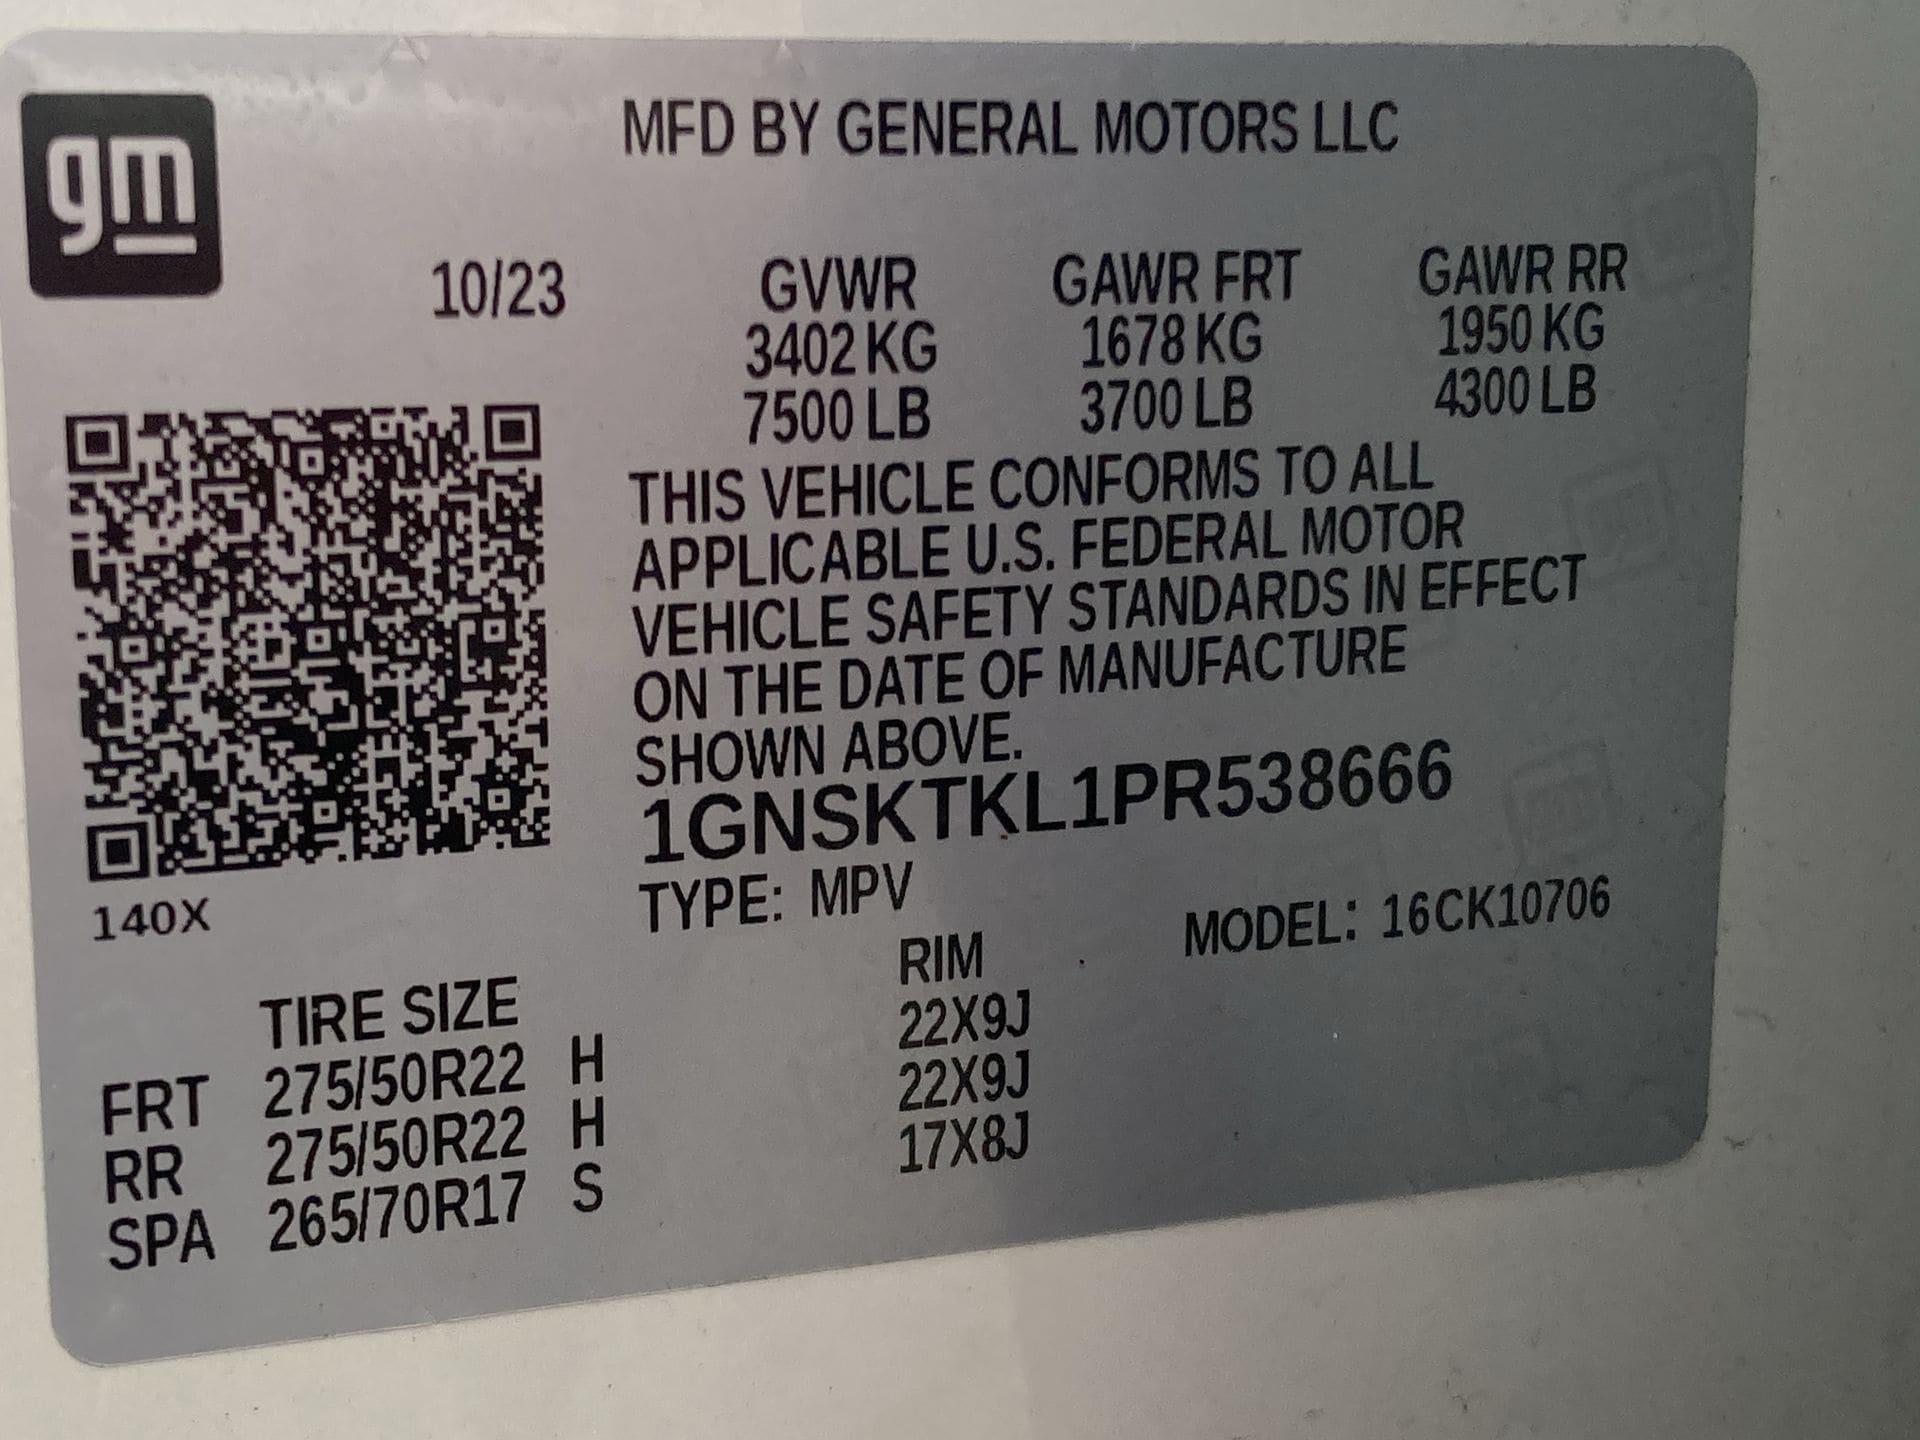 gm
MFD BY GENERAL MOTORS LLC
10/23 GVWR GAWR FRT GAWR RR
3402 KG 1678 KG 1950 KG
7500 LB 3700 LB 4300 LB
THIS VEHICLE CONFORMS TO ALL
APPLICABLE U.S. FEDERAL MOTOR
VEHICLE SAFETY STANDARDS IN EFFECT
ON THE DATE OF MANUFACTURE
SHOWN ABOVE.
1GNSKTKL1PR538666
140X
TYPE: MPV MODEL: 16CK10706
TIRE SIZE RIM
FRT 275/50R22 H 22X9J
RR 275/50R22 H 22X9J
SPA 265/70R17 S 17X8J